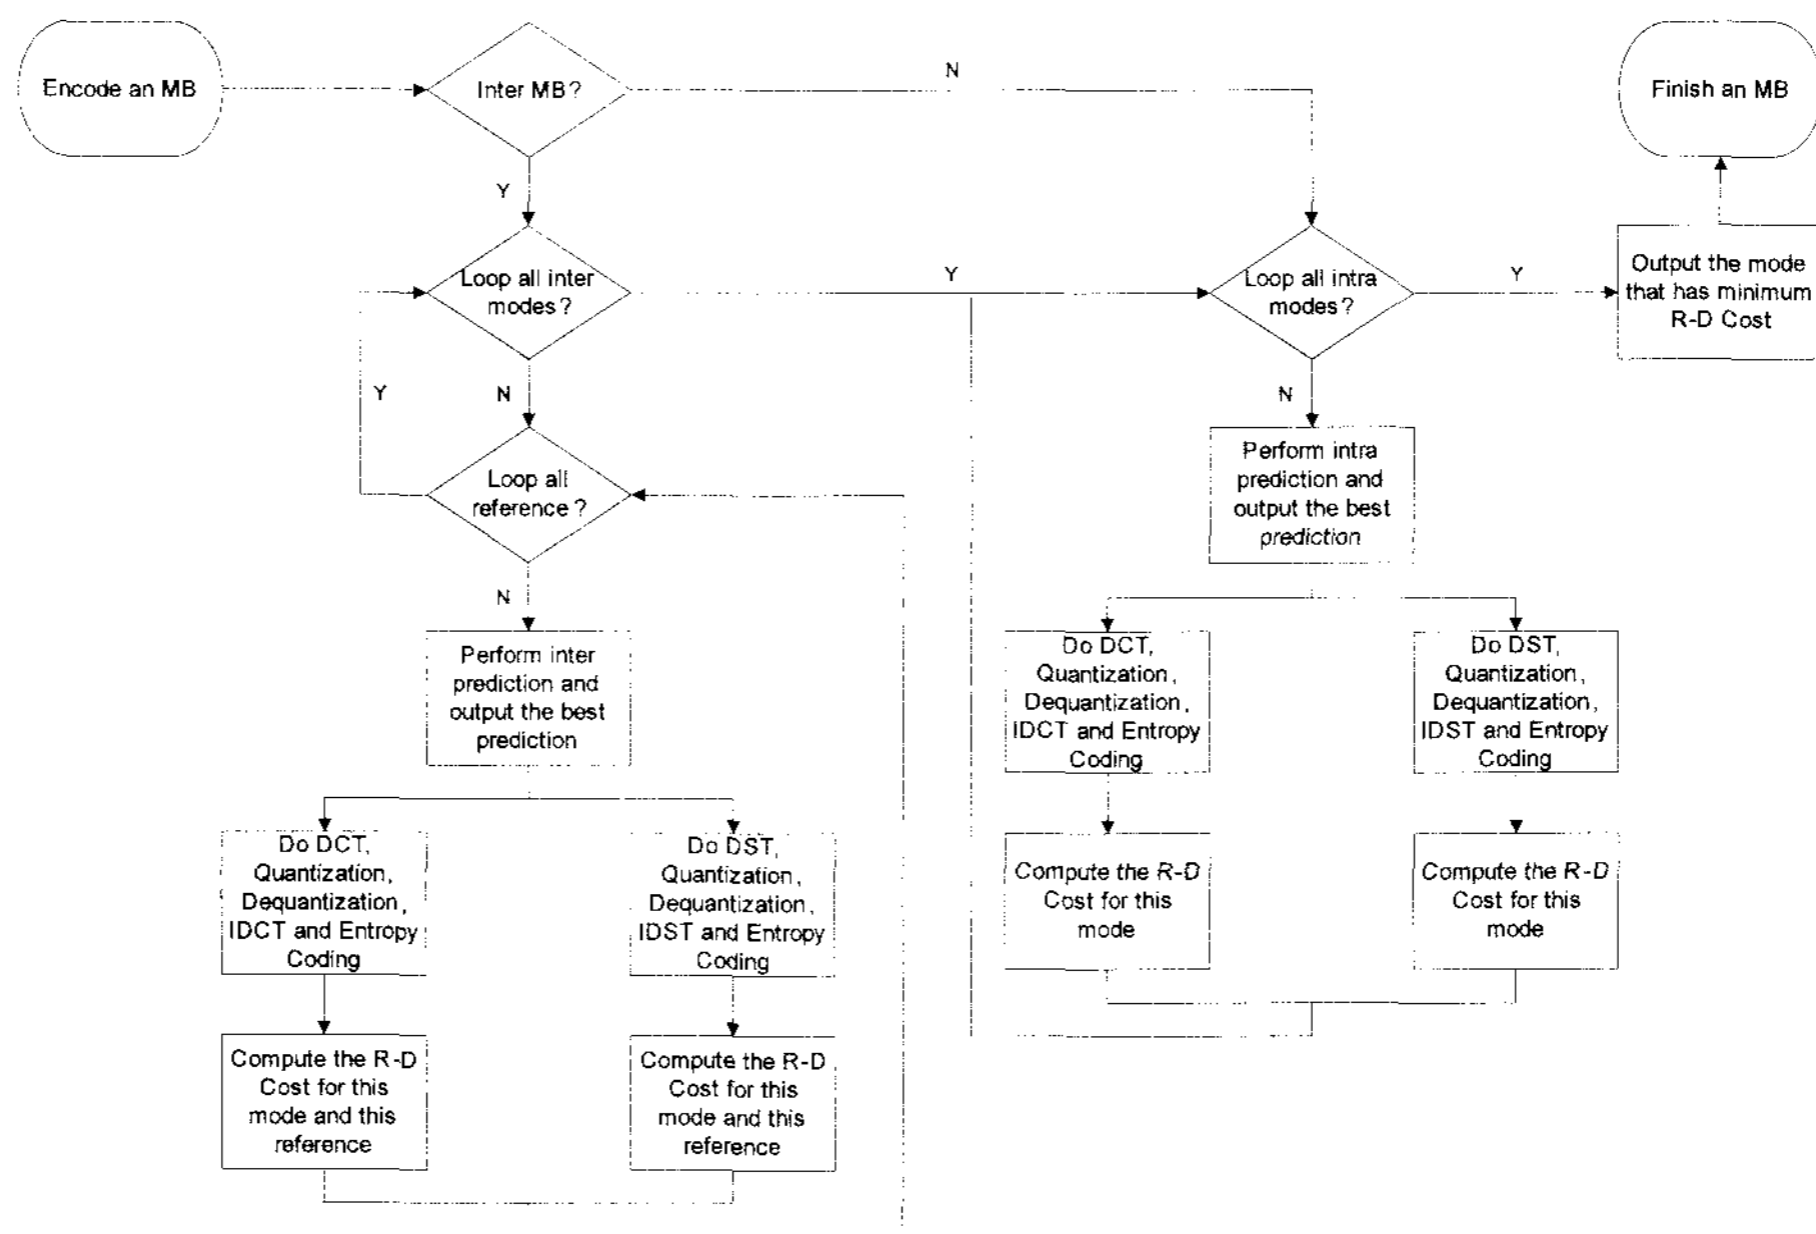 Encode an MB
Inter MB?
N
Finish an MB
Y
Loop all inter
modes?
Y
Loop all intra
modes?
Y
Output the mode
that has minimum
R-D Cost
Y
N
N
Loop all
reference?
Perform intra
prediction and
output the best
prediction
N
Perform inter
prediction and
output the best
prediction
Do DCT,
Quantization,
Dequantization,
IDCT and Entropy
Coding
Do DST,
Quantization,
Dequantization,
IDST and Entropy
Coding
Do DCT,
Quantization,
Dequantization,
IDCT and Entropy
Coding
Do DST,
Quantization,
Dequantization,
IDST and Entropy
Coding
Compute the R-D
Cost for this
mode
Compute the R-D
Cost for this
mode
Compute the R-D
Cost for this
mode and this
reference
Compute the R-D
Cost for this
mode and this
reference